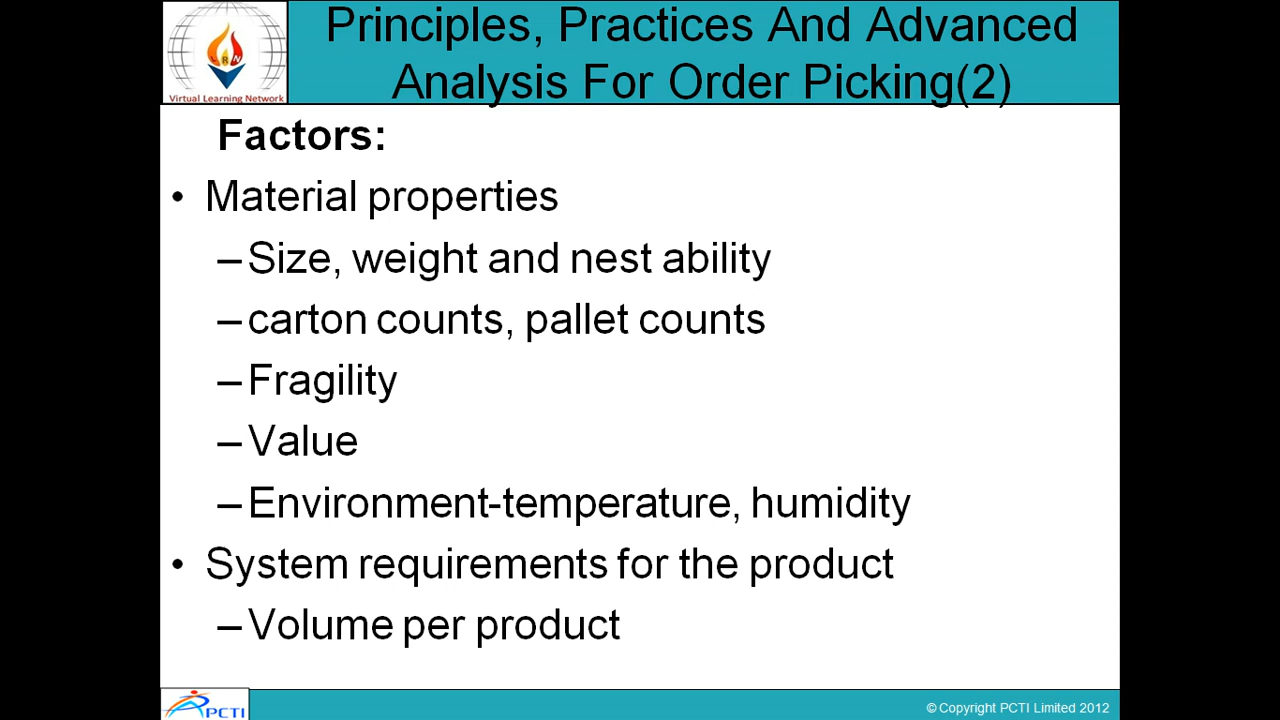 Principles, Practices And Advanced
Analysis For Order Picking(2)
LRN
Virtual Learning Network
Factors:
• Material properties
–Size, weight and nest ability
–carton counts, pallet counts
–Fragility
–Value
–Environment-temperature, humidity
• System requirements for the product
–Volume per product
PCTI
© Copyright PCTI Limited 2012